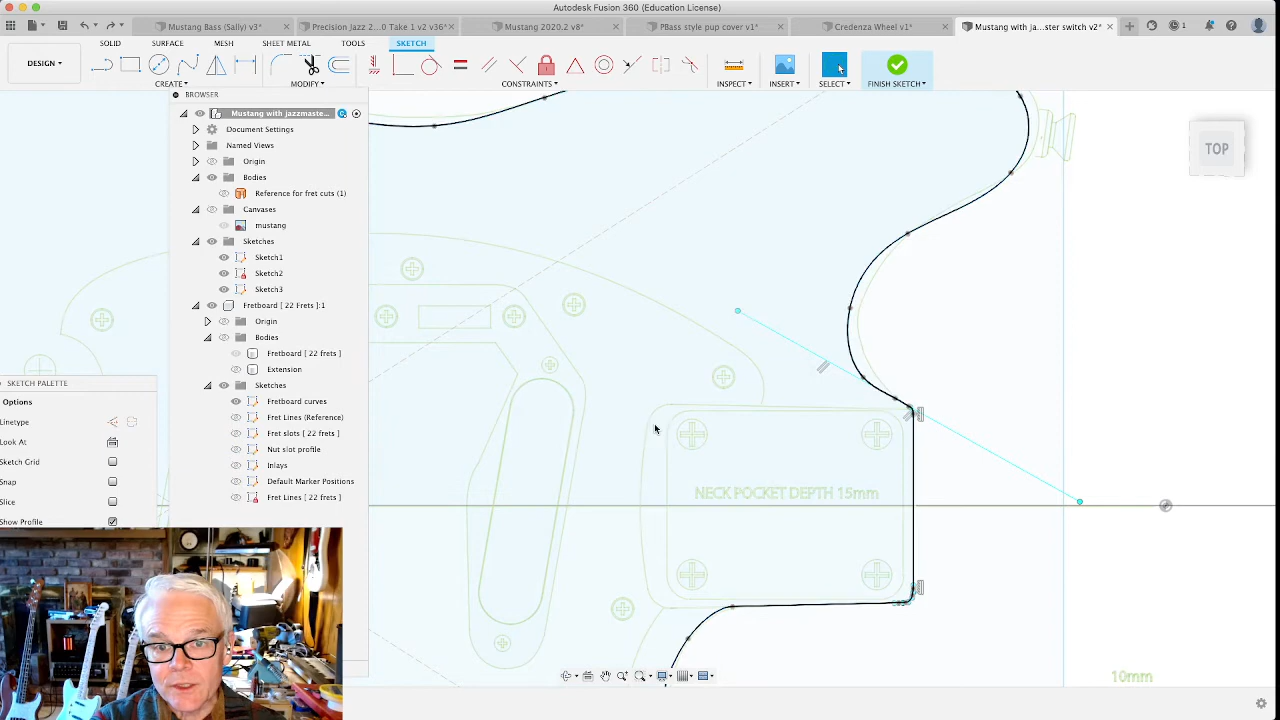 Autodesk Fusion 360 (Education License)
Mustang Bass (Sally) v3*
Precision Jazz 2...0 Take 1 v2 v36*
Mustang 2020.2 v8*
PBass style pup cover v1*
Credenza Wheel v1*
Mustang with ja...ster switch v2*
1
SOLID
SURFACE
MESH
SHEET METAL
TOOLS
SKETCH
DESIGN
CREATE
MODIFY
CONSTRAINTS
INSPECT
INSERT
SELECT
FINISH SKETCH
BROWSER
Mustang with jazzmaste...
Document Settings
Named Views
Origin
Bodies
Reference for fret cuts (1)
Canvases
mustang
Sketches
Sketch1
Sketch2
Sketch3
Fretboard [ 22 Frets ]:1
Origin
Bodies
Fretboard [ 22 frets ]
Extension
Sketches
Fretboard curves
Fret Lines (Reference)
Fret slots [ 22 frets ]
Nut slot profile
Inlays
Default Marker Positions
Fret Lines [ 22 frets ]
SKETCH PALETTE
Options
Linetype
Look At
Sketch Grid
Snap
Slice
Show Profile
TOP
NECK POCKET DEPTH 15mm
10mm